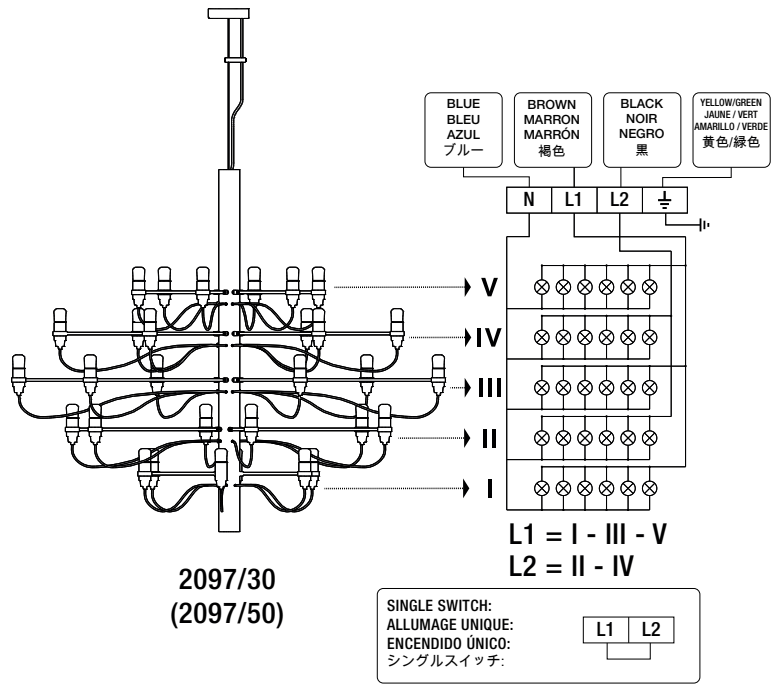 BLUE
BLEU
AZUL
ブルー
BROWN
MARRON
MARRÓN
褐色
BLACK
NOIR
NEGRO
黒
YELLOW/GREEN
JAUNE / VERT
AMARILLO / VERDE
黄色/緑色
N L1 L2
V
IV
III
II
I
L1 = I - III - V
L2 = II - IV
2097/30
(2097/50)
SINGLE SWITCH:
ALLUMAGE UNIQUE:
ENCENDIDO ÚNICO:
シングルスイッチ:
L1 L2